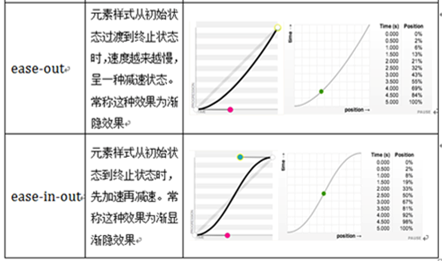 ease-out
元素样式从初始状
态过渡到终止状态
时,速度越来越慢,
呈一种减速状态。
常称这种效果为渐
隐效果
time →
position →
Time (s) Position
0.000 0%
0.500 2%
1.000 6%
1.500 13%
2.000 21%
2.500 32%
3.000 43%
3.500 55%
4.000 69%
4.500 84%
5.000 100%
PAUSE
ease-in-out
元素样式从初始状
态到终止状态时,
先加速再减速。常
称这种效果为渐显
渐隐效果
time →
position →
Time (s) Position
0.000 0%
0.500 2%
1.000 8%
1.500 19%
2.000 33%
2.500 50%
3.000 67%
3.500 81%
4.000 92%
4.500 98%
5.000 100%
PAUSE